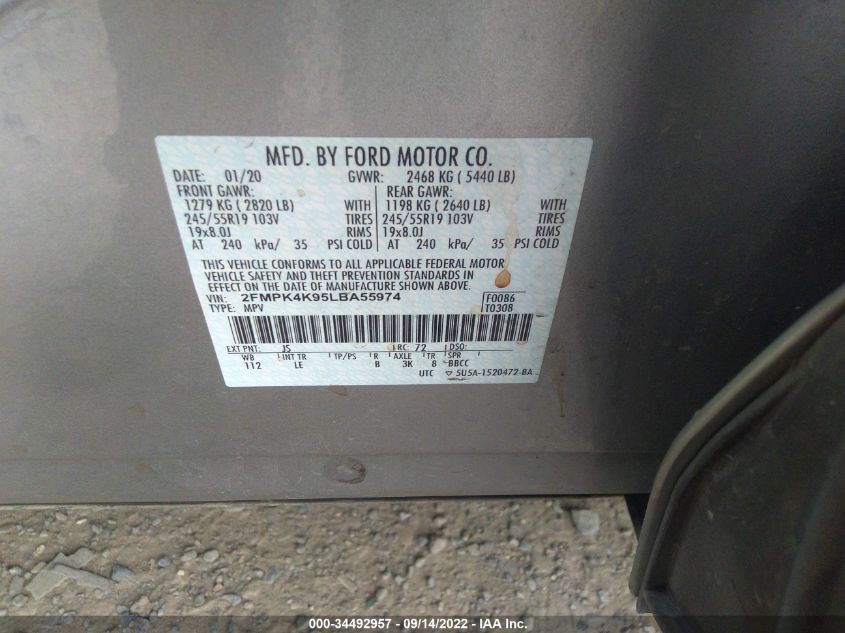 MFD. BY FORD MOTOR CO.
DATE: 01/20 GVWR: 2468 KG ( 5440 LB)
FRONT GAWR: REAR GAWR:
1279 KG ( 2820 LB) WITH 1198 KG ( 2640 LB) WITH
245/55R19 103V TIRES 245/55R19 103V TIRES
19x8.0J RIMS 19x8.0J RIMS
AT 240 kPa/ 35 PSI COLD AT 240 kPa/ 35 PSI COLD
THIS VEHICLE CONFORMS TO ALL APPLICABLE FEDERAL MOTOR
VEHICLE SAFETY AND THEFT PREVENTION STANDARDS IN
EFFECT ON THE DATE OF MANUFACTURE SHOWN ABOVE.
VIN: 2FMPK4K95LBA55974 F0086
TYPE: MPV T0308
EXT PNT: JS RC: 72 DSO:
WB INT TR TP/PS R AXLE TR SPR
112 LE B 3K 8 BBCC
UTC ▽ 5U5A-1520472-BA
000-34492957 - 09/14/2022 - IAA Inc.